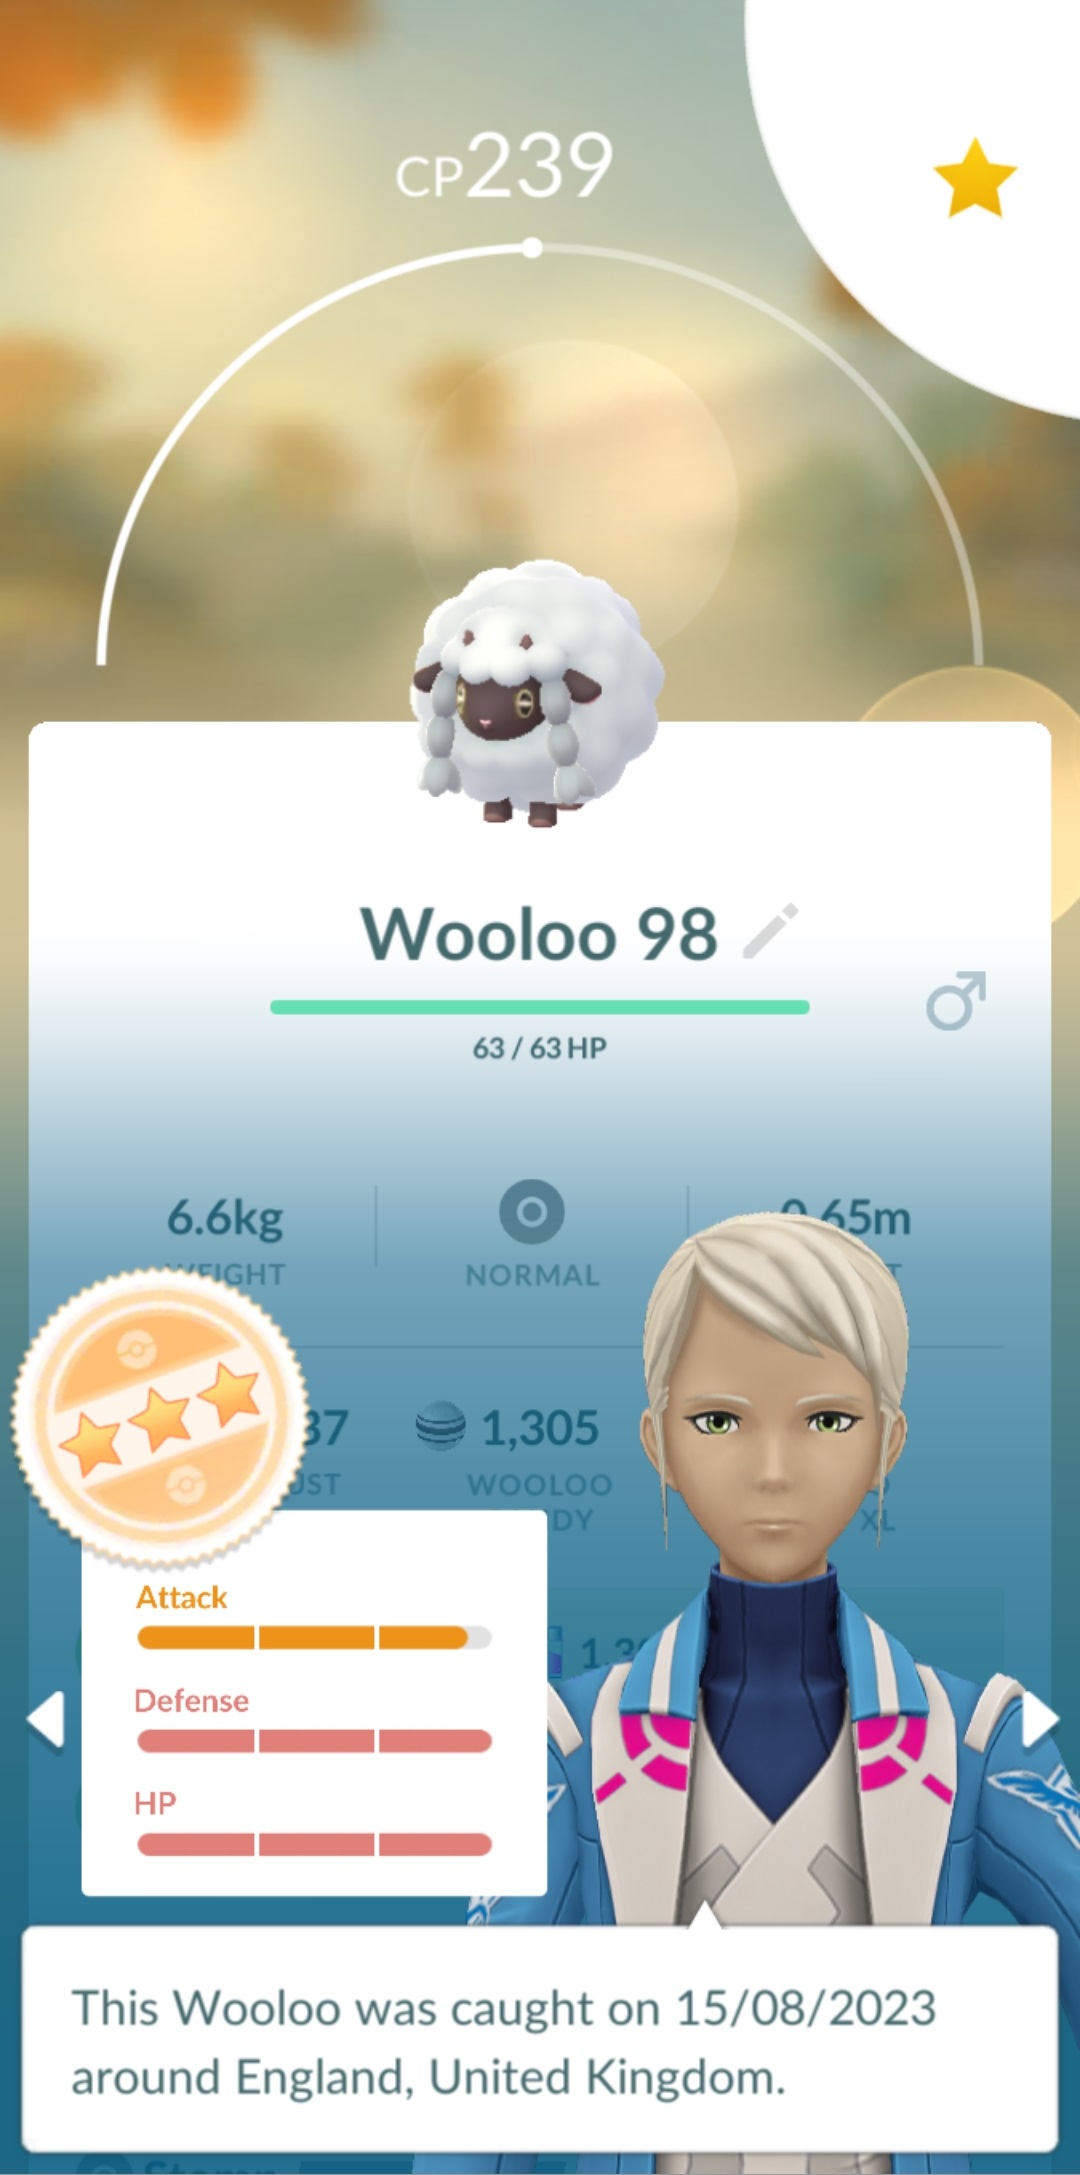 CP239
Wooloo 98
63 / 63 HP
6.6kg
NORMAL
1,305
WOOLOO
XL
Attack
Defense
HP
This Wooloo was caught on 15/08/2023
around England, United Kingdom.